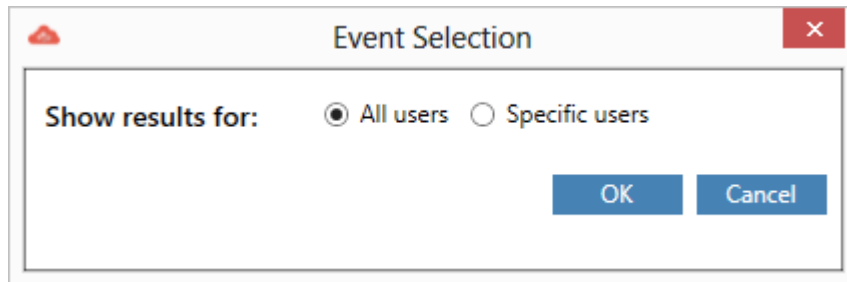 Event Selection
Show results for: All users Specific users
OK Cancel